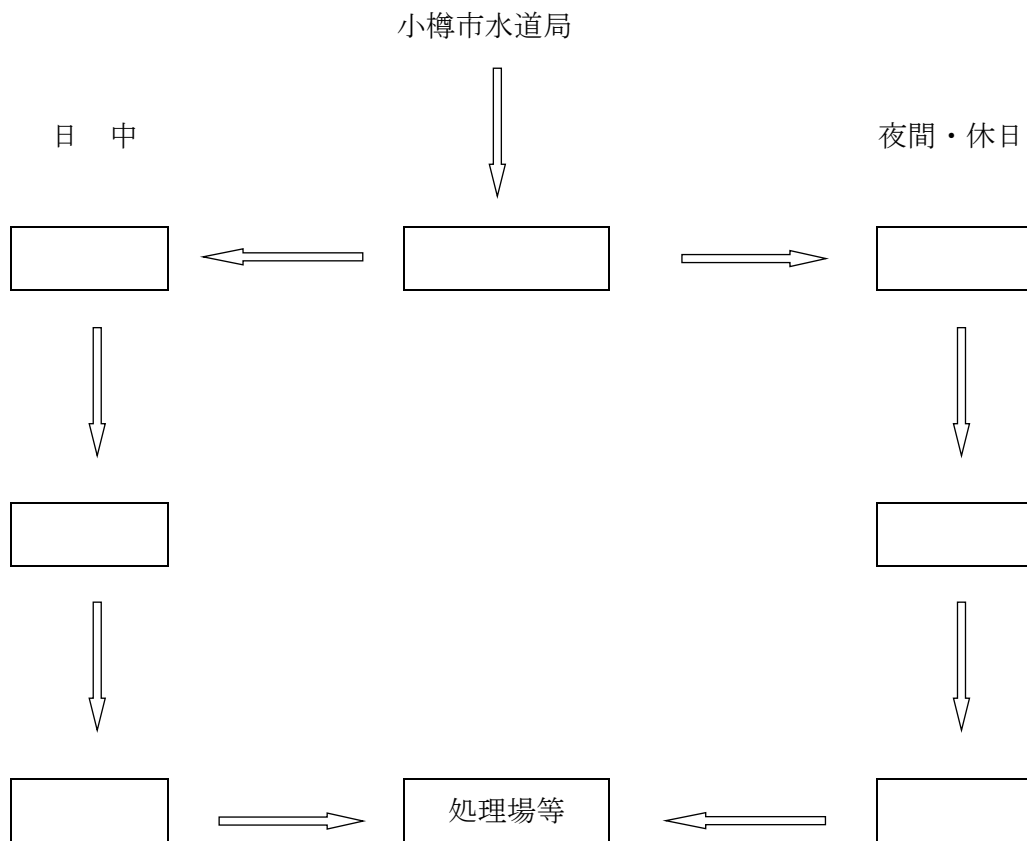 小樽市水道局
日　中
夜間・休日
処理場等